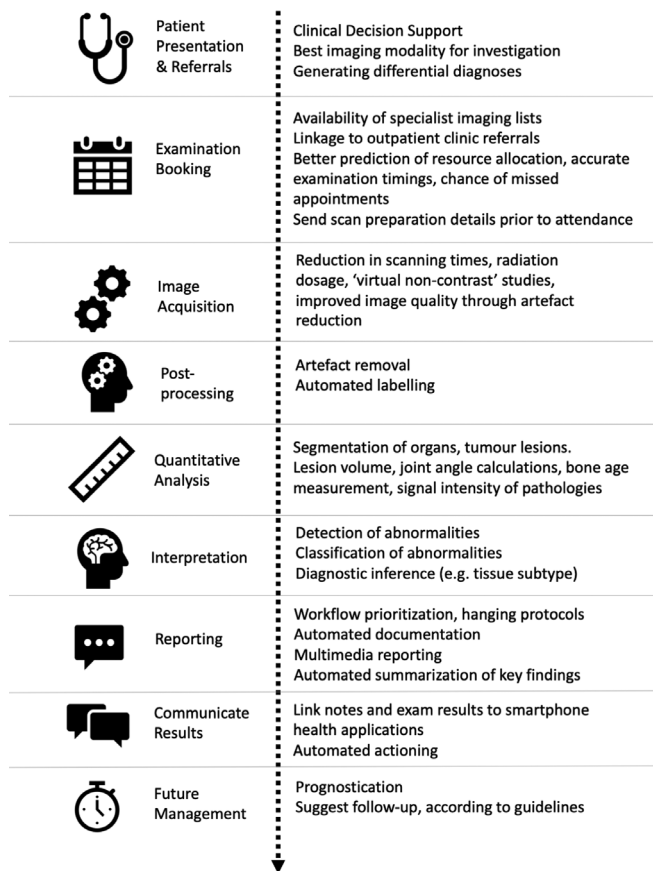 Patient
Presentation
& Referrals
Clinical Decision Support
Best imaging modality for investigation
Generating differential diagnoses
Examination
Booking
Availability of specialist imaging lists
Linkage to outpatient clinic referrals
Better prediction of resource allocation, accurate
examination timings, chance of missed
appointments
Send scan preparation details prior to attendance
Image
Acquisition
Reduction in scanning times, radiation
dosage, ‘virtual non-contrast’ studies,
improved image quality through artefact
reduction
Post-
processing
Artefact removal
Automated labelling
Quantitative
Analysis
Segmentation of organs, tumour lesions.
Lesion volume, joint angle calculations, bone age
measurement, signal intensity of pathologies
Interpretation
Detection of abnormalities
Classification of abnormalities
Diagnostic inference (e.g. tissue subtype)
Reporting
Workflow prioritization, hanging protocols
Automated documentation
Multimedia reporting
Automated summarization of key findings
Communicate
Results
Link notes and exam results to smartphone
health applications
Automated actioning
Future
Management
Prognostication
Suggest follow-up, according to guidelines